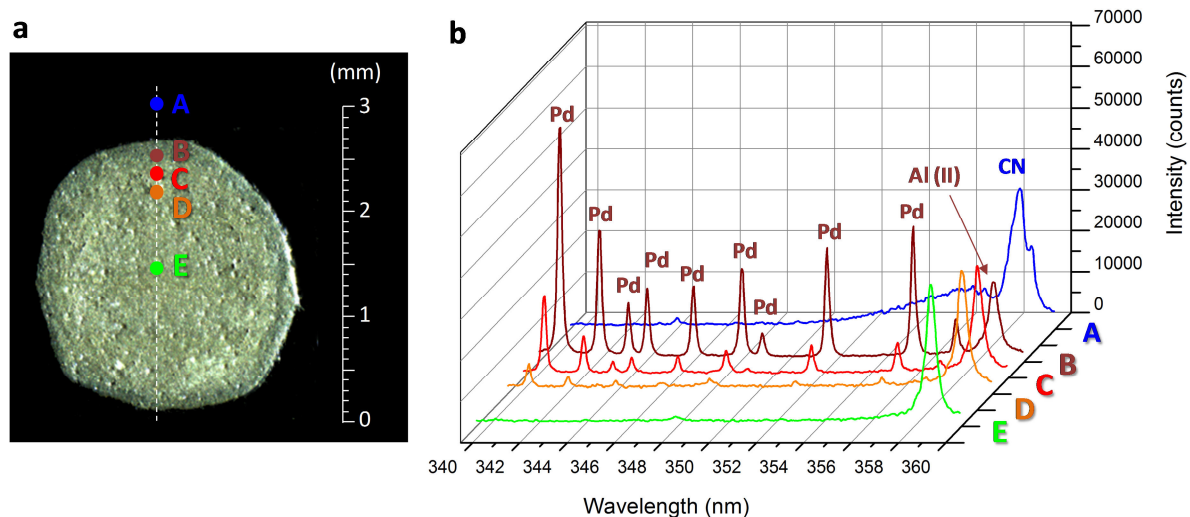 a
(mm)
3
2
1
0
A
B
C
D
E
b
Pd
Pd
Pd
Pd
Pd
Pd
Pd
Pd
Pd
Al (II)
CN
70000
60000
50000
40000
30000
20000
10000
0
Intensity (counts)
A
B
C
D
E
340 342 344 346 348 350 352 354 356 358 360
Wavelength (nm)